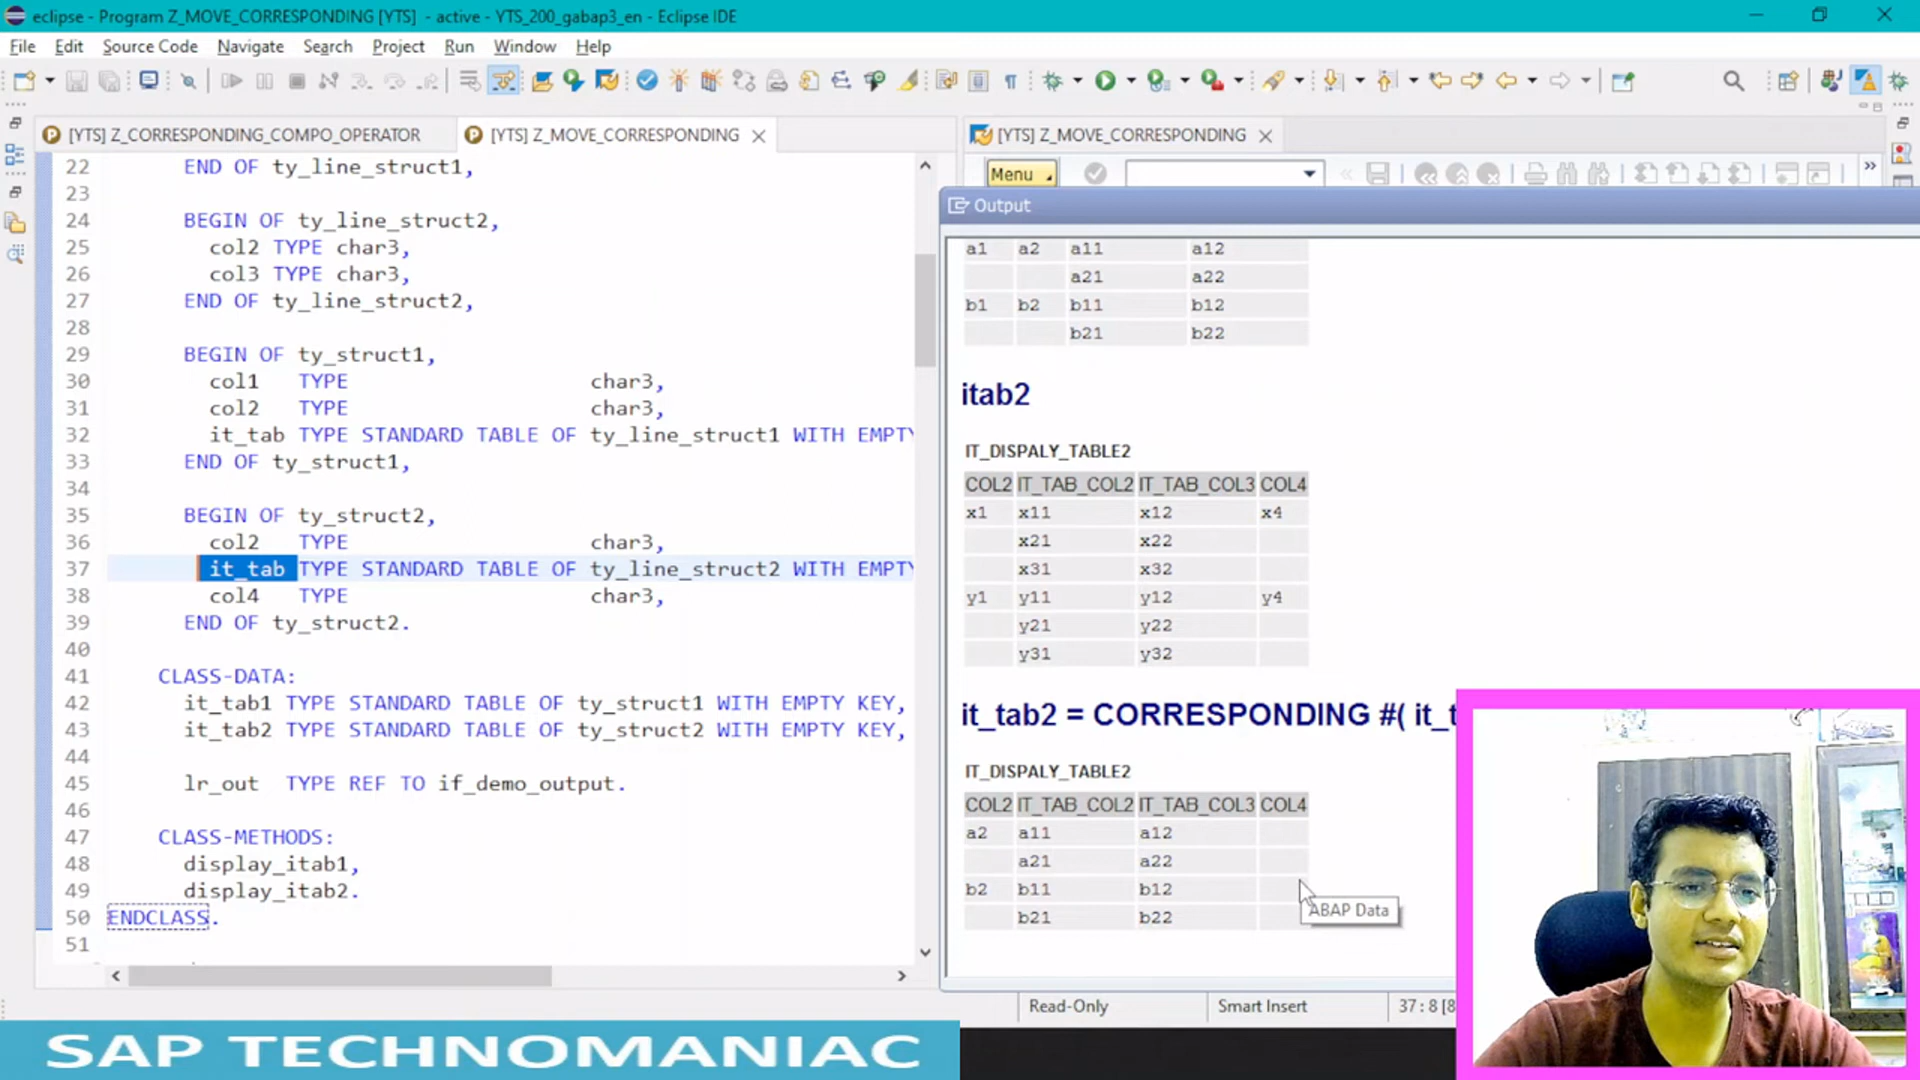 eclipse - Program Z_MOVE_CORRESPONDING [YTS] - active - YTS_200_gabap3_en - Eclipse IDE
File Edit Source Code Navigate Search Project Run Window Help
[YTS] Z_CORRESPONDING_COMPO_OPERATOR
[YTS] Z_MOVE_CORRESPONDING
22 END OF ty_line_struct1,
23
24 BEGIN OF ty_line_struct2,
25 col2 TYPE char3,
26 col3 TYPE char3,
27 END OF ty_line_struct2,
28
29 BEGIN OF ty_struct1,
30 col1 TYPE char3,
31 col2 TYPE char3,
32 it_tab TYPE STANDARD TABLE OF ty_line_struct1 WITH EMPTY
33 END OF ty_struct1,
34
35 BEGIN OF ty_struct2,
36 col2 TYPE char3,
37 it_tab TYPE STANDARD TABLE OF ty_line_struct2 WITH EMPTY
38 col4 TYPE char3,
39 END OF ty_struct2.
40
41 CLASS-DATA:
42 it_tab1 TYPE STANDARD TABLE OF ty_struct1 WITH EMPTY KEY,
43 it_tab2 TYPE STANDARD TABLE OF ty_struct2 WITH EMPTY KEY,
44
45 lr_out TYPE REF TO if_demo_output.
46
47 CLASS-METHODS:
48 display_itab1,
49 display_itab2.
50 ENDCLASS.
51
[YTS] Z_MOVE_CORRESPONDING
Menu
Output
a1 a2 a11 a12
a21 a22
b1 b2 b11 b12
b21 b22
itab2
IT_DISPALY_TABLE2
COL2 IT_TAB_COL2 IT_TAB_COL3 COL4
x1 x11 x12 x4
x21 x22
x31 x32
y1 y11 y12 y4
y21 y22
y31 y32
it_tab2 = CORRESPONDING #( it_t
IT_DISPALY_TABLE2
COL2 IT_TAB_COL2 IT_TAB_COL3 COL4
a2 a11 a12
a21 a22
b2 b11 b12
b21 b22
ABAP Data
Read-Only Smart Insert 37 : 8 [8
SAP TECHNOMANIAC